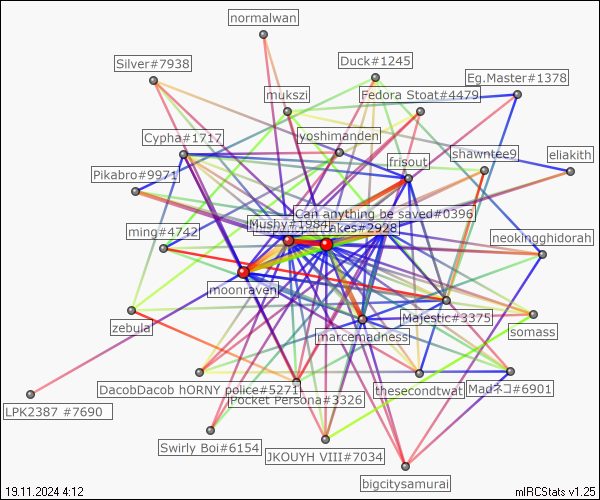 normalwan
Silver#7938
Duck#1245
Eg.Master#1378
mukszi
Fedora Stoat#4479
Cypha#1717
yoshimanden
frisout
shawntee9
eliakith
Pikabro#9971
Can anything be saved#0396
Mushy#1984
akes#2928
ming#4742
neokingghidorah
moonraven
Majestic#3375
zebula
marcemadness
somass
DacobDacob hORNY police#5271
thesecondtwat
Madネコ#6901
Pocket Persona#3326
LPK2387 #7690
Swirly Boi#6154
JKOUYH VIII#7034
bigcitysamurai
19.11.2024 4:12
mIRCStats v1.25